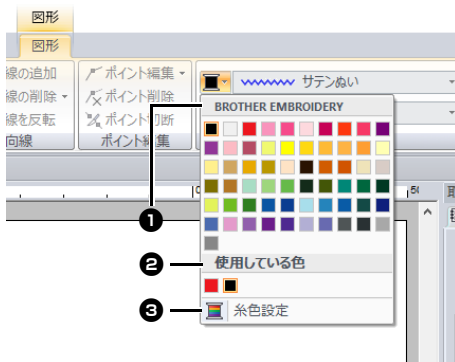 図形
図形
線の追加
ポイント編集
サテンぬい
線の削除
ポイント削除
線を反転
ポイント切断
向線
ポイント編集
BROTHER EMBROIDERY
1
2
使用している色
3
糸色設定